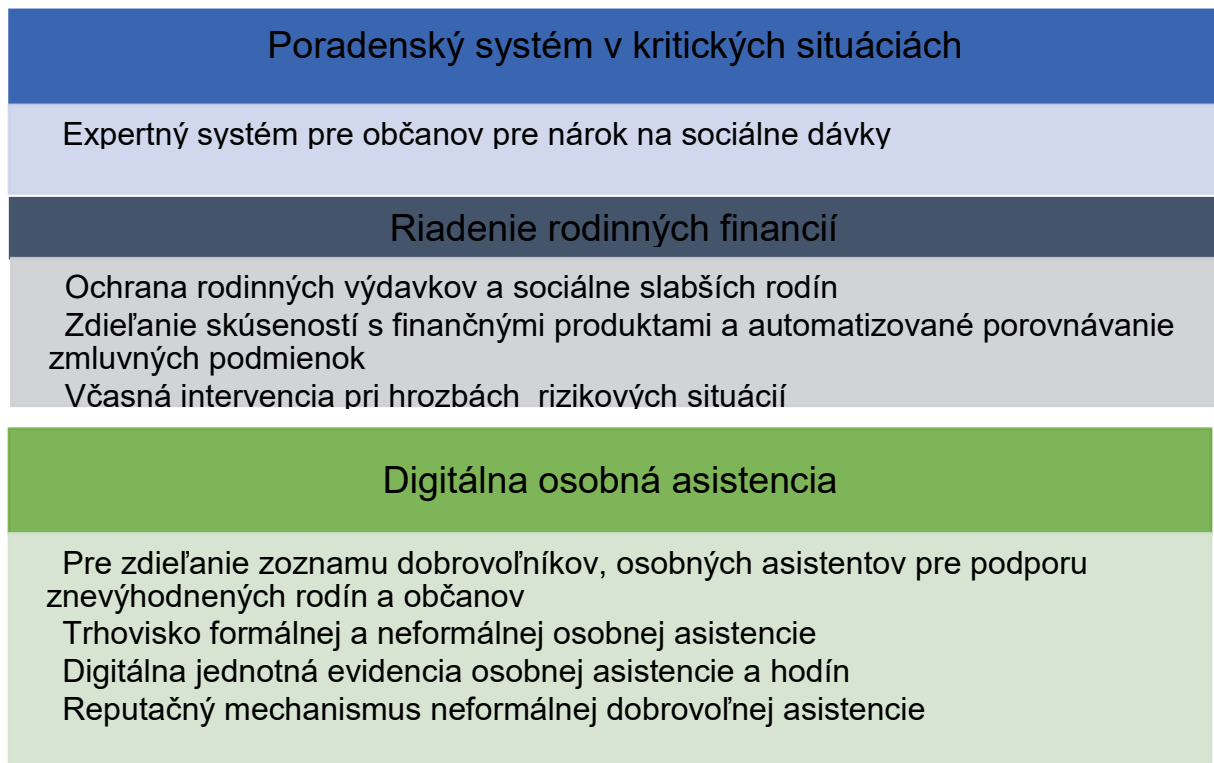 Poradenský systém v kritických situáciách
Expertný systém pre občanov pre nárok na sociálne dávky
Riadenie rodinných financií
Ochrana rodinných výdavkov a sociálne slabších rodín
Zdieľanie skúseností s finančnými produktami a automatizované porovnávanie
zmluvných podmienok
Včasná intervencia pri hrozbách rizikových situácií
Digitálna osobná asistencia
Pre zdieľanie zoznamu dobrovoľníkov, osobných asistentov pre podporu
znevýhodnených rodín a občanov
Trhovisko formálnej a neformálnej osobnej asistencie
Digitálna jednotná evidencia osobnej asistencie a hodín
Reputačný mechanismus neformálnej dobrovoľnej asistencie